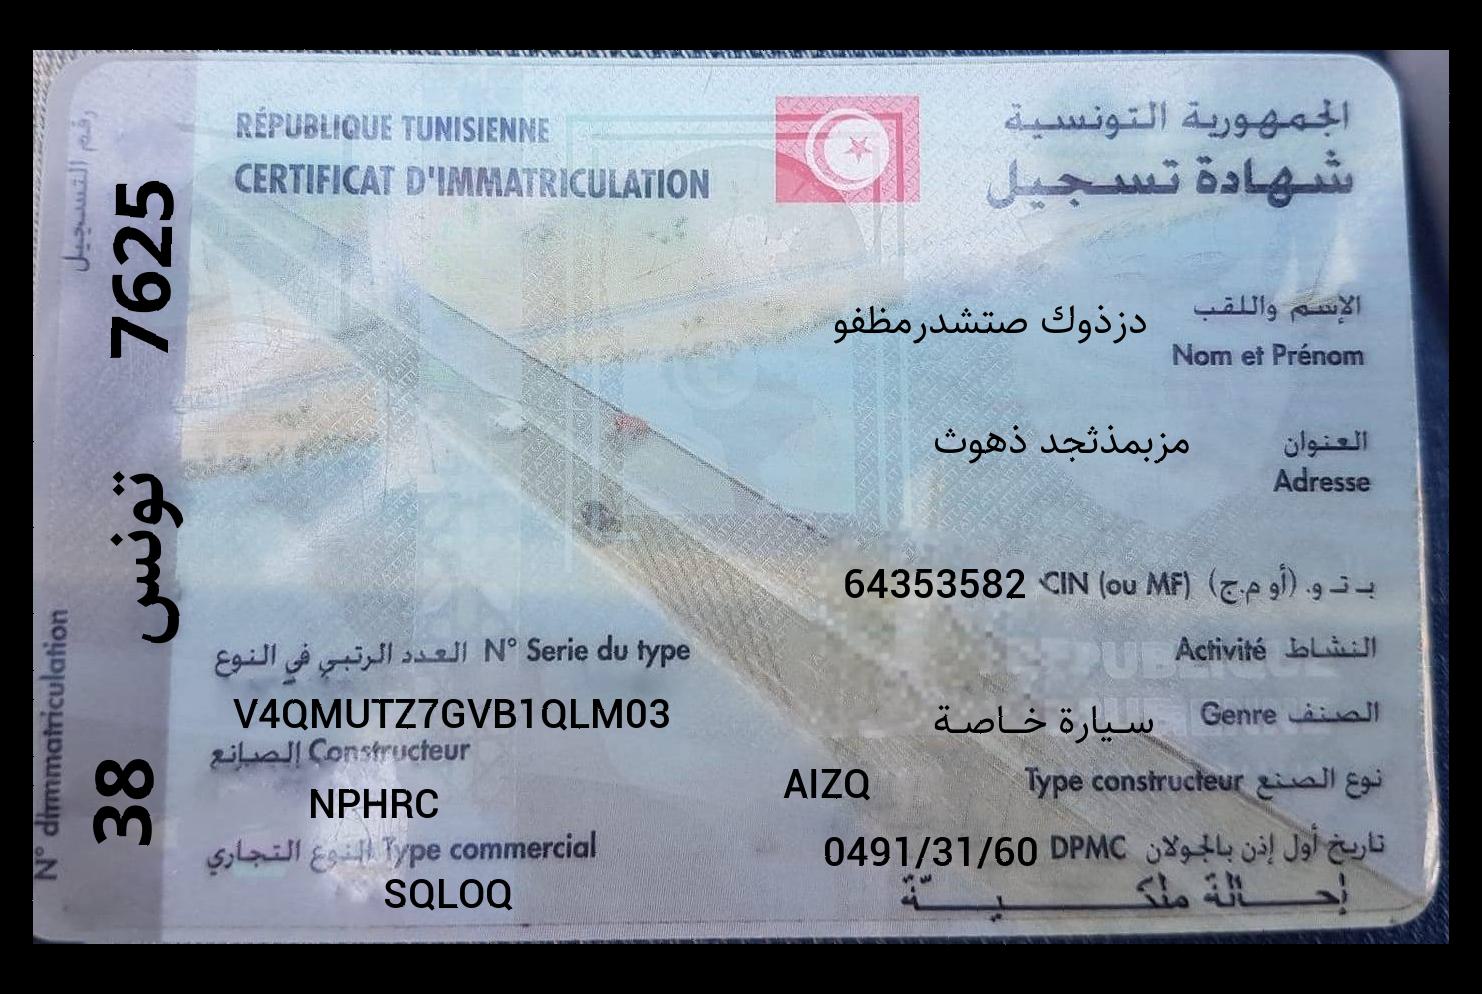 رقم التسجيل
N° d'immatriculation
38 تونس 7625
RÉPUBLIQUE TUNISIENNE
CERTIFICAT D'IMMATRICULATION
الجمهورية التونسية
شهادة تسجيل
الإسم واللقب
دزذوك صتشدرمظفو
Nom et Prénom
العنوان
مزبمذثجد ذهوث
Adresse
64353582 CIN (ou MF) ب ت و. (أو م.ج)
Activité النشاط
سيارة خاصة Genre الصنف
AIZQ Type constructeur نوع الصنع
0491/31/60 DPMC تاريخ أول إذن بالجولان
إحالة ملكية
العدد الرتبي في النوع N° Serie du type
V4QMUTZ7GVB1QLM03
الصانع Constructeur
NPHRC
النوع التجاري Type commercial
SQLOQ